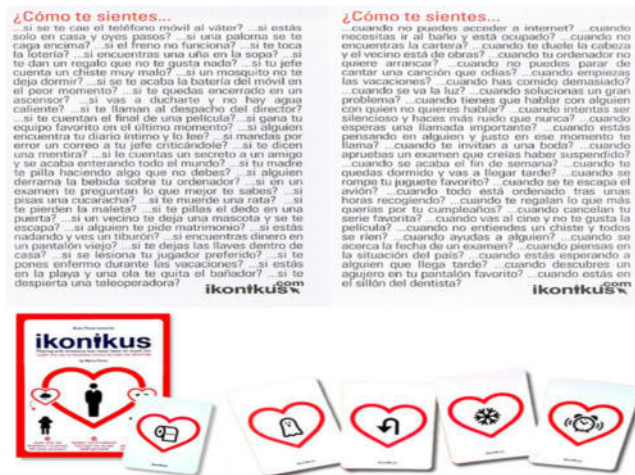 ¿Cómo te sientes...
...si se te cae el teléfono móvil al váter? ...si estás
solo en casa y oyes pasos? ...si una paloma se te
caga encima? ...si el freno no funciona? ...si te toca
la lotería? ...si encuentras una uña en la sopa? ...si
te dan un regalo que no te gusta nada? ...si tu jefe
cuenta un chiste muy malo? ...si un mosquito no te
deja dormir? ...si se te acaba la batería del móvil en
el peor momento? ...si te quedas encerrado en un
ascensor? ...si vas a ducharte y no hay agua
caliente? ...si te llaman al despacho del director?
...si te cuentan el final de una película? ...si gana tu
equipo favorito en el último momento? ...si alguien
encuentra tu diario íntimo y lo lee? ...si mandas por
error un correo a tu jefe criticándole? ...si te dicen
una mentira? ...si le cuentas un secreto a un amigo
y se acaba enterando todo el mundo? ...si tu madre
te pilla haciendo algo que no debes? ...si alguien
derrama la bebida sobre tu ordenador? ...si en un
examen te preguntan lo que mejor te sabes? ...si
pisas una cucaracha? ...si te muerde una rata? ...si
te pierden la maleta? ...si te pillas el dedo en una
puerta? ...si un vecino te deja una mascota y se te
escapa? ...si alguien te pide matrimonio? ...si estás
nadando y ves un tiburón? ...si encuentras dinero en
un pantalón viejo? ...si te dejas las llaves dentro de
casa? ...si se lesiona tu jugador preferido? ...si te
pones enfermo durante las vacaciones? ...si estás
en la playa y una ola te quita el bañador? ...si te
despierta una teleoperadora?
ikonikus.com
¿Cómo te sientes...
...cuando no puedes acceder a internet? ...cuando
necesitas ir al baño y está ocupado? ...cuando no
encuentras la cartera? ...cuando te duele la cabeza
y el vecino está de obras? ...cuando tu ordenador no
quiere arrancar? ...cuando no puedes parar de
cantar una canción que odias? ...cuando empiezas
las vacaciones? ...cuando has comido demasiado?
...cuando se va la luz? ...cuando solucionas un gran
problema? ...cuando tienes que hablar con alguien
con quien no quieres hablar? ...cuando intentas ser
silencioso y haces más ruido que nunca? ...cuando
esperas una llamada importante? ...cuando estás
pensando en alguien y justo en ese momento te
llama? ...cuando te invitan a una boda? ...cuando
apruebas un examen que creías haber suspendido?
...cuando se acaba el fin de semana? ...cuando te
quedas dormido y vas a llegar tarde? ...cuando se
rompe tu juguete favorito? ...cuando se te escapa el
avión? ...cuando todo está ordenado tras unas
horas recogiendo? ...cuando te regalan lo que más
querías por tu cumpleaños? ...cuando cancelan tu
serie favorita? ...cuando vas al cine y no te gusta la
película? ...cuando no entiendes un chiste y todos
se ríen? ...cuando ayudas a alguien? ...cuando se
acerca la fecha de un examen? ...cuando piensas en
la situación del país? ...cuando estás esperando a
alguien que llega tarde? ...cuando descubres un
agujero en tu pantalón favorito? ...cuando estás en
el sillón del dentista?
ikonikus.com
ikonikus